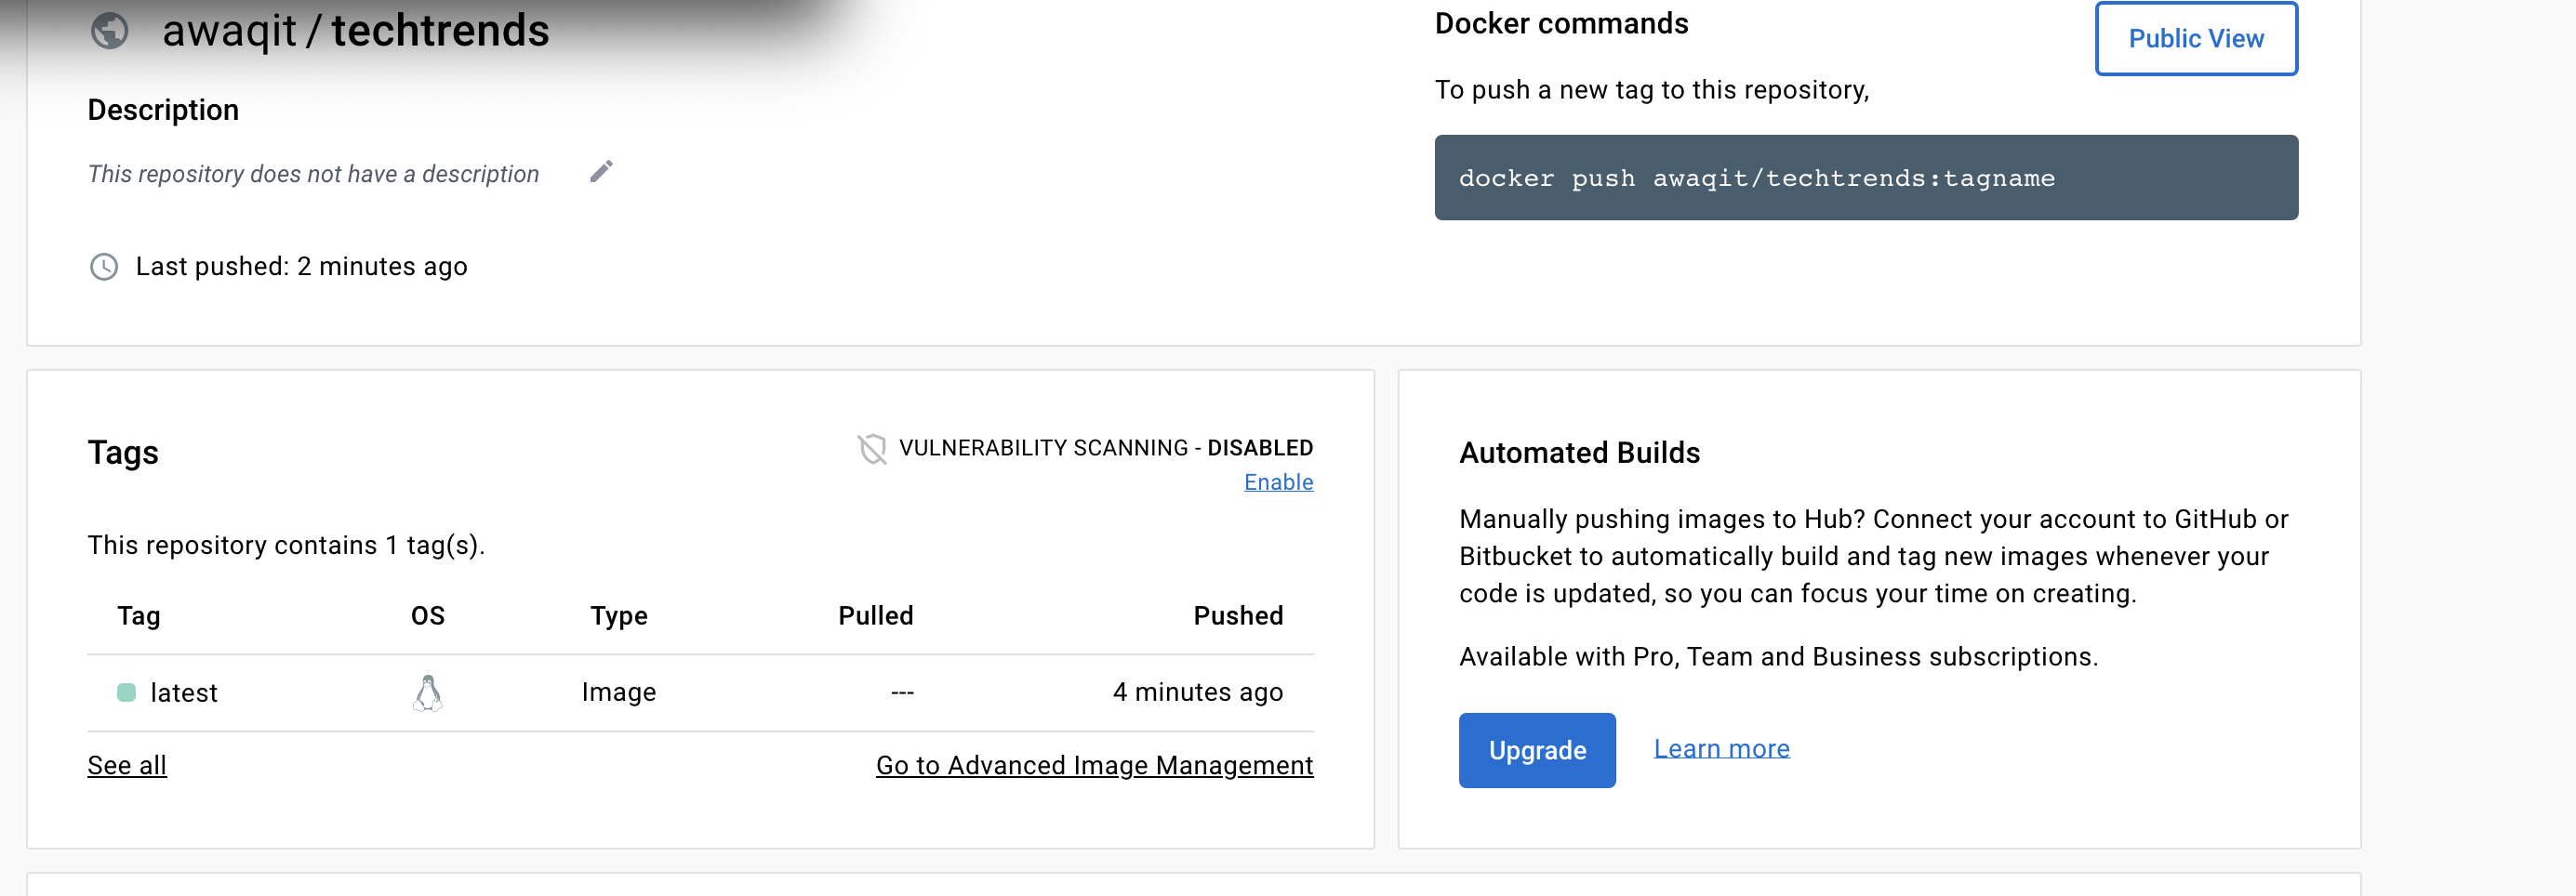 awaqit / techtrends
Description
This repository does not have a description
Last pushed: 2 minutes ago
Docker commands
Public View
To push a new tag to this repository,
docker push awaqit/techtrends:tagname
Tags
VULNERABILITY SCANNING - DISABLED
Enable
This repository contains 1 tag(s).
Tag OS Type Pulled Pushed
latest Image --- 4 minutes ago
See all Go to Advanced Image Management
Automated Builds
Manually pushing images to Hub? Connect your account to GitHub or
Bitbucket to automatically build and tag new images whenever your
code is updated, so you can focus your time on creating.
Available with Pro, Team and Business subscriptions.
Upgrade Learn more